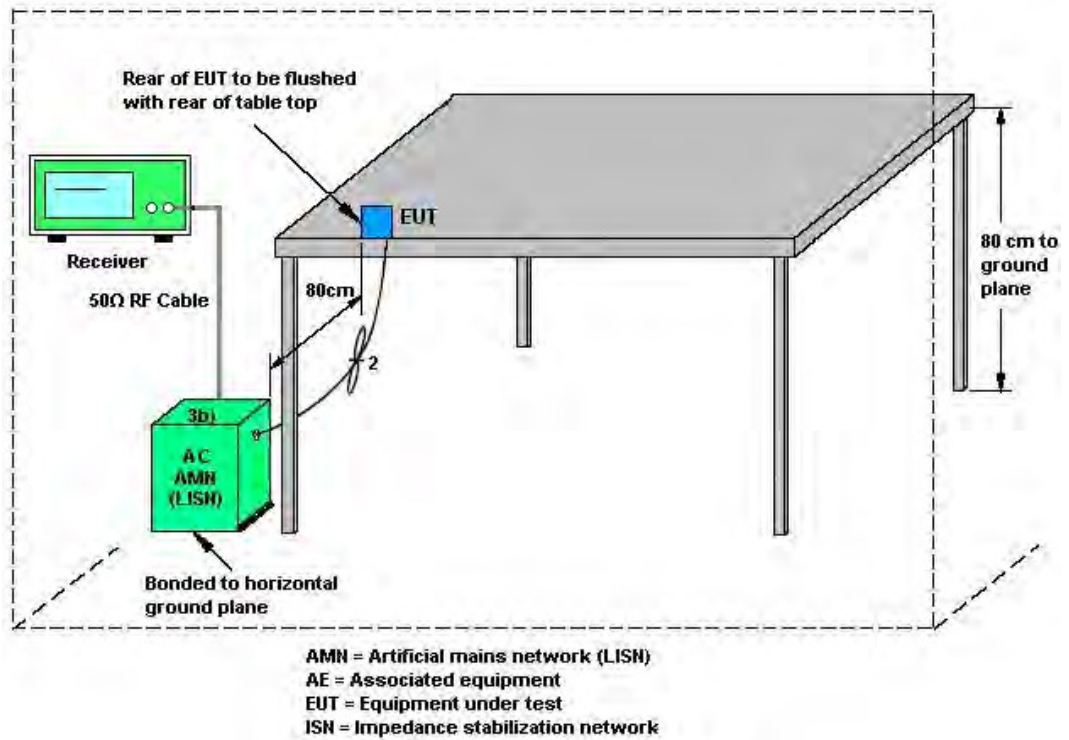 Rear of EUT to be flushed
with rear of table top
EUT
Receiver
50Ω RF Cable
80cm
2
80 cm to
ground
plane
3b)
AC
AMN
(LISN)
Bonded to horizontal
ground plane
AMN = Artificial mains network (LISN)
AE = Associated equipment
EUT = Equipment under test
ISN = Impedance stabilization network